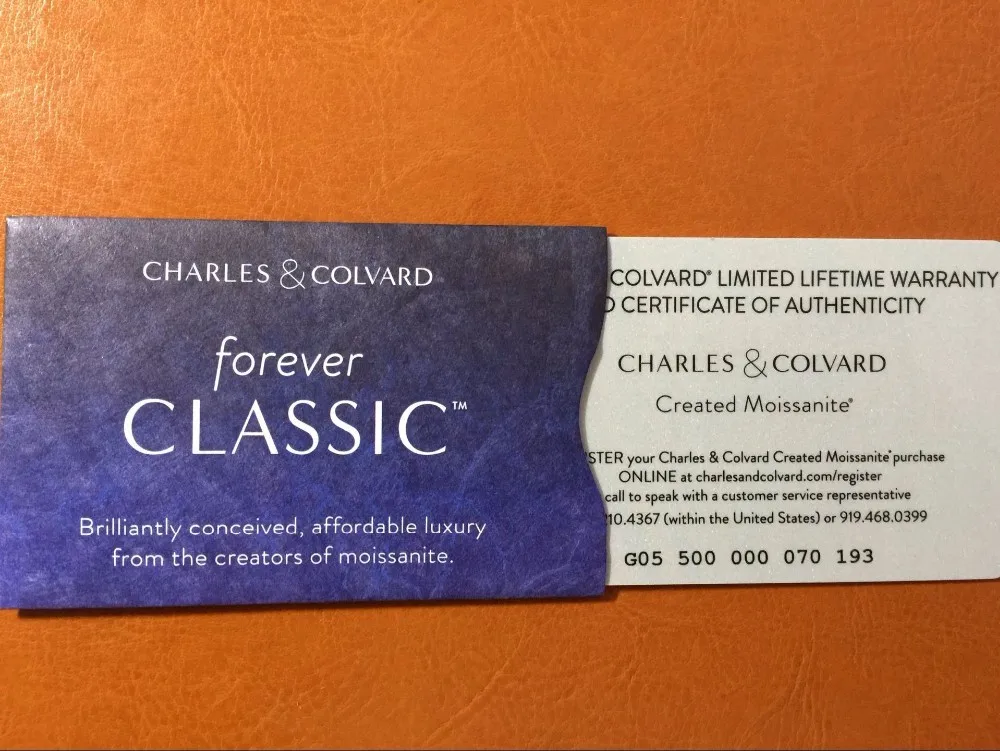 CHARLES & COLVARD
forever
CLASSIC™
Brilliantly conceived, affordable luxury
from the creators of moissanite.
COLVARD® LIMITED LIFETIME WARRANTY
CERTIFICATE OF AUTHENTICITY
CHARLES & COLVARD
Created Moissanite®
your Charles & Colvard Created Moissanite® purchase
ONLINE at charlesandcolvard.com/register
call to speak with a customer service representative
10.4367 (within the United States) or 919.468.0399
G05 500 000 070 193